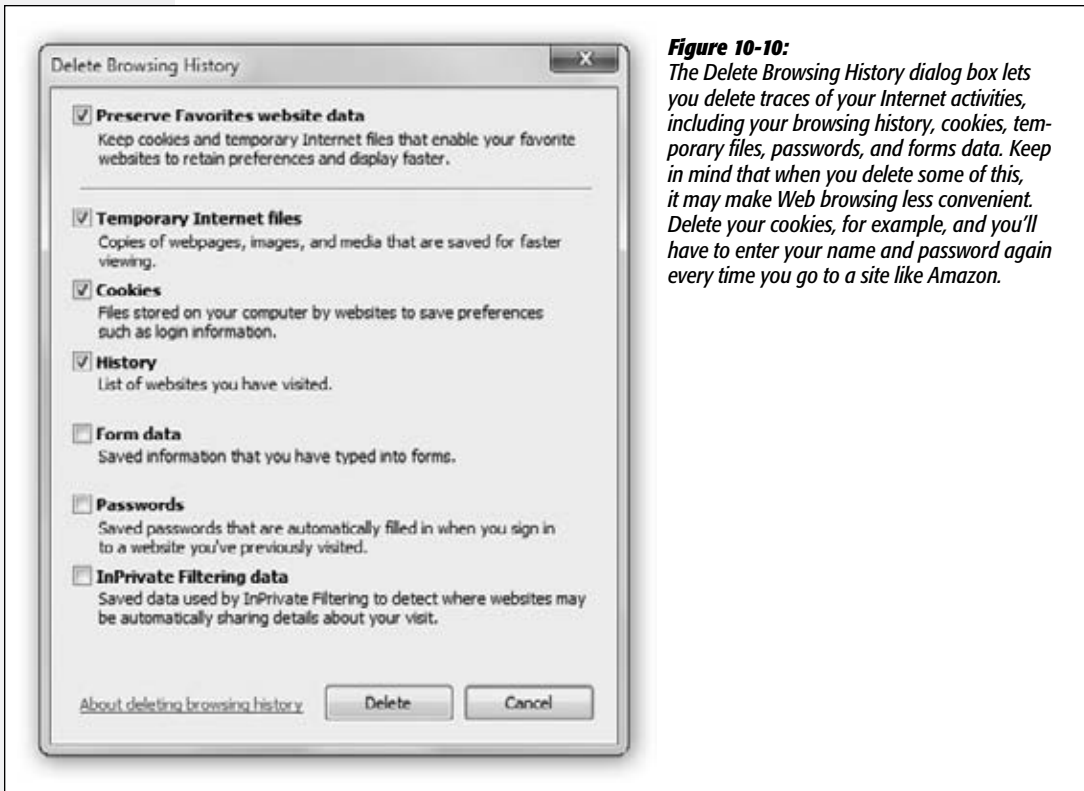 Delete Browsing History
Preserve Favorites website data
Keep cookies and temporary Internet files that enable your favorite
websites to retain preferences and display faster.
Temporary Internet files
Copies of webpages, images, and media that are saved for faster
viewing.
Cookies
Files stored on your computer by websites to save preferences
such as login information.
History
List of websites you have visited.
Form data
Saved information that you have typed into forms.
Passwords
Saved passwords that are automatically filled in when you sign in
to a website you've previously visited.
InPrivate Filtering data
Saved data used by InPrivate Filtering to detect where websites may
be automatically sharing details about your visit.
About deleting browsing history
Delete
Cancel
Figure 10-10:
The Delete Browsing History dialog box lets
you delete traces of your Internet activities,
including your browsing history, cookies, tem-
porary files, passwords, and forms data. Keep
in mind that when you delete some of this,
it may make Web browsing less convenient.
Delete your cookies, for example, and you’ll
have to enter your name and password again
every time you go to a site like Amazon.